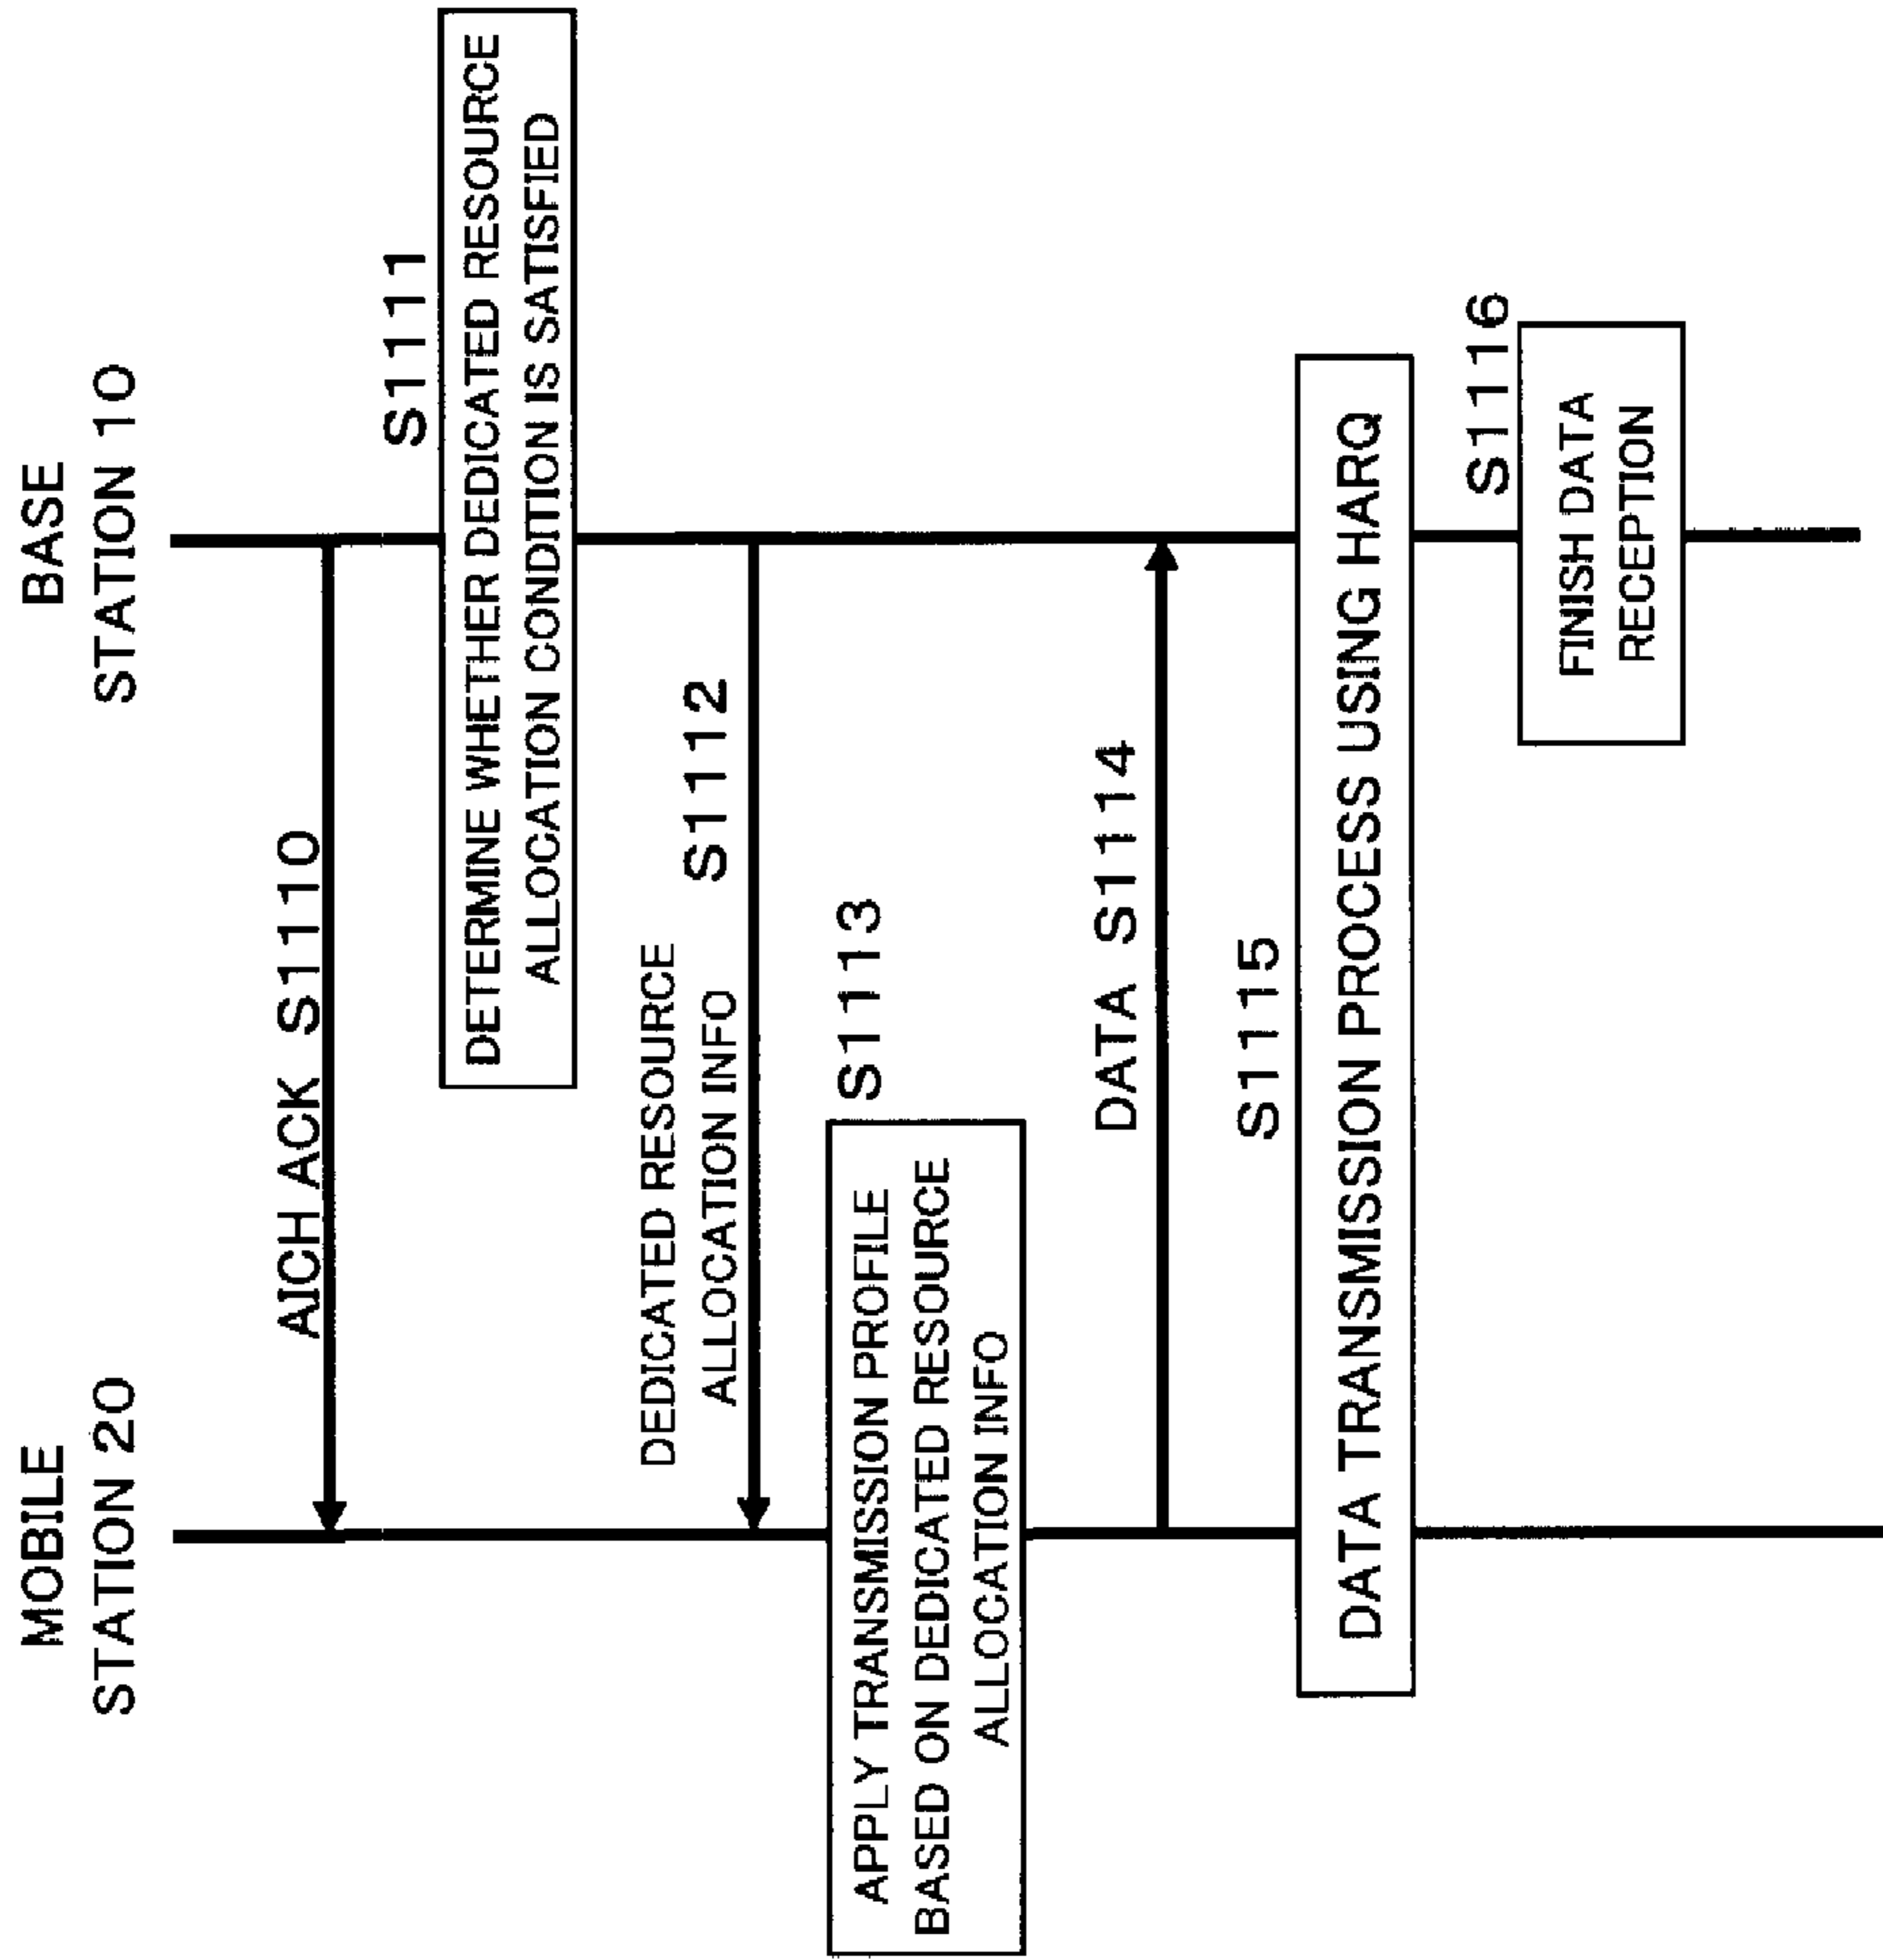 MOBILE
STATION 20
BASE
STATION 10
AICH ACK S1110
S1111
DETERMINE WHETHER DEDICATED RESOURCE
ALLOCATION CONDITION IS SATISFIED
DEDICATED RESOURCE
ALLOCATION INFO
S1112
S1113
APPLY TRANSMISSION PROFILE
BASED ON DEDICATED RESOURCE
ALLOCATION INFO
DATA S1114
S1115
DATA TRANSMISSION PROCESS USING HARQ
S1116
FINISH DATA
RECEPTION